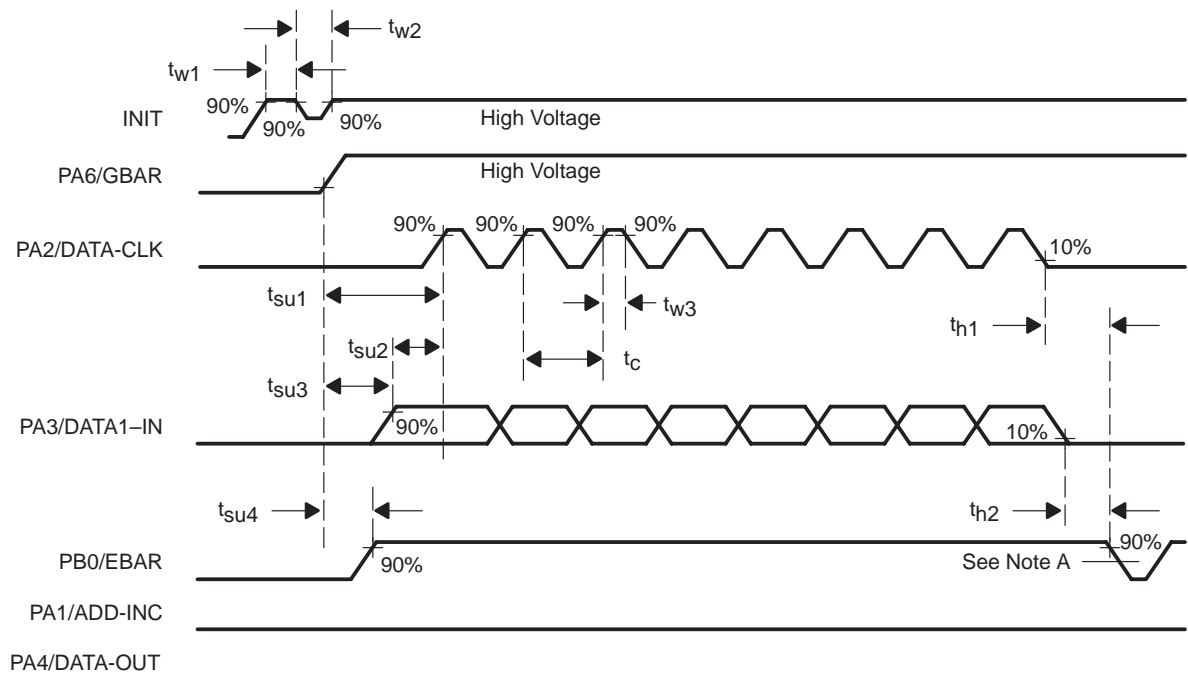 tw2
tw1
90%
90%
90%
INIT
High Voltage
PA6/GBAR
High Voltage
90%
90%
90%
90%
PA2/DATA-CLK
10%
tsu1
tw3
th1
tsu2
tc
tsu3
PA3/DATA1–IN
90%
10%
tsu4
th2
90%
PB0/EBAR
90%
See Note A
PA1/ADD-INC
PA4/DATA-OUT